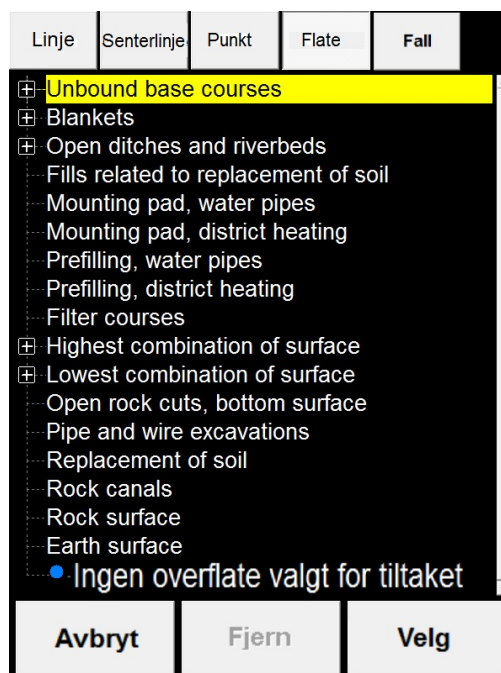 Linje Senterlinje Punkt Flate Fall
Unbound base courses
Blankets
Open ditches and riverbeds
Fills related to replacement of soil
Mounting pad, water pipes
Mounting pad, district heating
Prefilling, water pipes
Prefilling, district heating
Filter courses
Highest combination of surface
Lowest combination of surface
Open rock cuts, bottom surface
Pipe and wire excavations
Replacement of soil
Rock canals
Rock surface
Earth surface
Ingen overflate valgt for tiltaket
Avbryt Fjern Velg